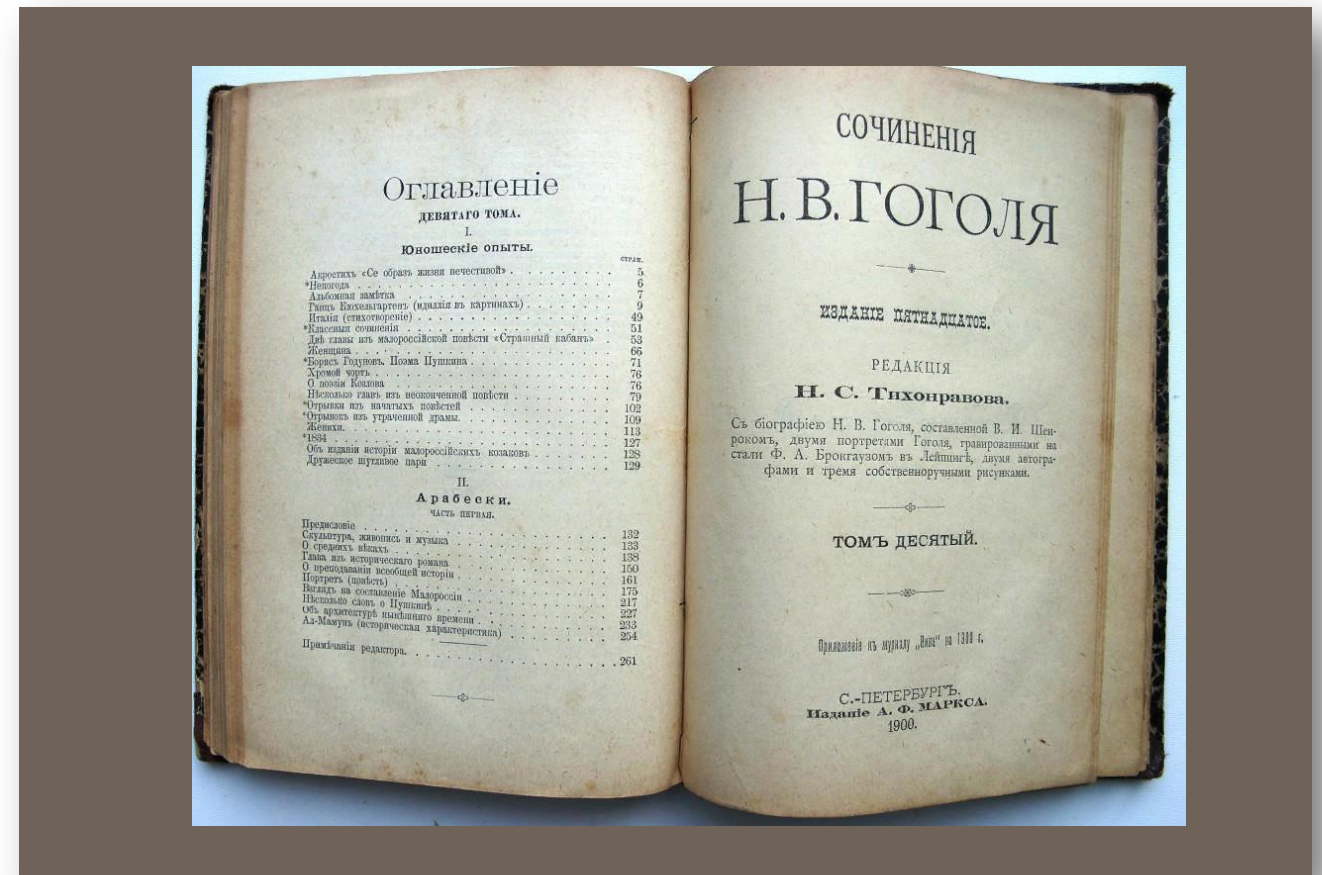 Оглавленіе
ДЕВЯТАГО ТОМА.
I.
Юношескіе опыты.
СТРАН.
Акростихъ «Се образъ жизни нечестивой» . . . . . . . . 5
*Непогода . . . . . . . . 6
Альбомная замѣтка . . . . . . . . 7
Ганцъ Кюхельгартенъ (идиллія въ картинахъ) . . . . . . . . 9
Италія (стихотвореніе) . . . . . . . . 49
*Классныя сочиненія . . . . . . . . 51
Двѣ главы изъ малороссійской повѣсти «Страшный кабанъ» . 53
Женщина . . . . . . . . 66
*Борисъ Годуновъ. Поэма Пушкина . . . . . . . . 71
Хромой чортъ . . . . . . . . 76
О поэзіи Козлова . . . . . . . . 76
Нѣсколько главъ изъ неоконченной повѣсти . . . . . . . . 79
*Отрывки изъ начатыхъ повѣстей . . . . . . . . 102
*Отрывокъ изъ утраченной драмы. . . . . . . . . 109
Женихи. . . . . . . . . 113
*1834 . . . . . . . . 127
Объ изданіи исторіи малороссійскихъ козаковъ . . . . . . . . 128
Дружеское шутливое пари . . . . . . . . 129
II.
Арабески.
ЧАСТЬ ПЕРВАЯ.
Предисловіе . . . . . . . . 132
Скульптура, живопись и музыка . . . . . . . . 133
О среднихъ вѣкахъ . . . . . . . . 138
Глава изъ историческаго романа . . . . . . . . 150
О преподаваніи всеобщей исторіи . . . . . . . . 161
Портретъ (повѣсть) . . . . . . . . 175
Взглядъ на составленіе Малороссіи . . . . . . . . 217
Нѣсколько словъ о Пушкинѣ . . . . . . . . 227
Объ архитектурѣ нынѣшняго времени . . . . . . . . 233
Ал-Мамунъ (историческая характеристика) . . . . . . . . 254
Примѣчанія редактора. . . . . . . . . 261
СОЧИНЕНІЯ
Н. В. ГОГОЛЯ
ИЗДАНІЕ ПЯТНАДЦАТОЕ.
РЕДАКЦІЯ
Н. С. Тихонравова.
Съ біографіею Н. В. Гоголя, составленной В. И. Шен-
рокомъ, двумя портретами Гоголя, гравированными на
стали Ф. А. Брокгаузомъ въ Лейпцигѣ, двумя автогра-
фами и тремя собственноручными рисунками.
ТОМЪ ДЕСЯТЫЙ.
Приложеніе къ журналу „Нива“ на 1900 г.
С.-ПЕТЕРБУРГЪ.
Изданіе А. Ф. МАРКСА.
1900.